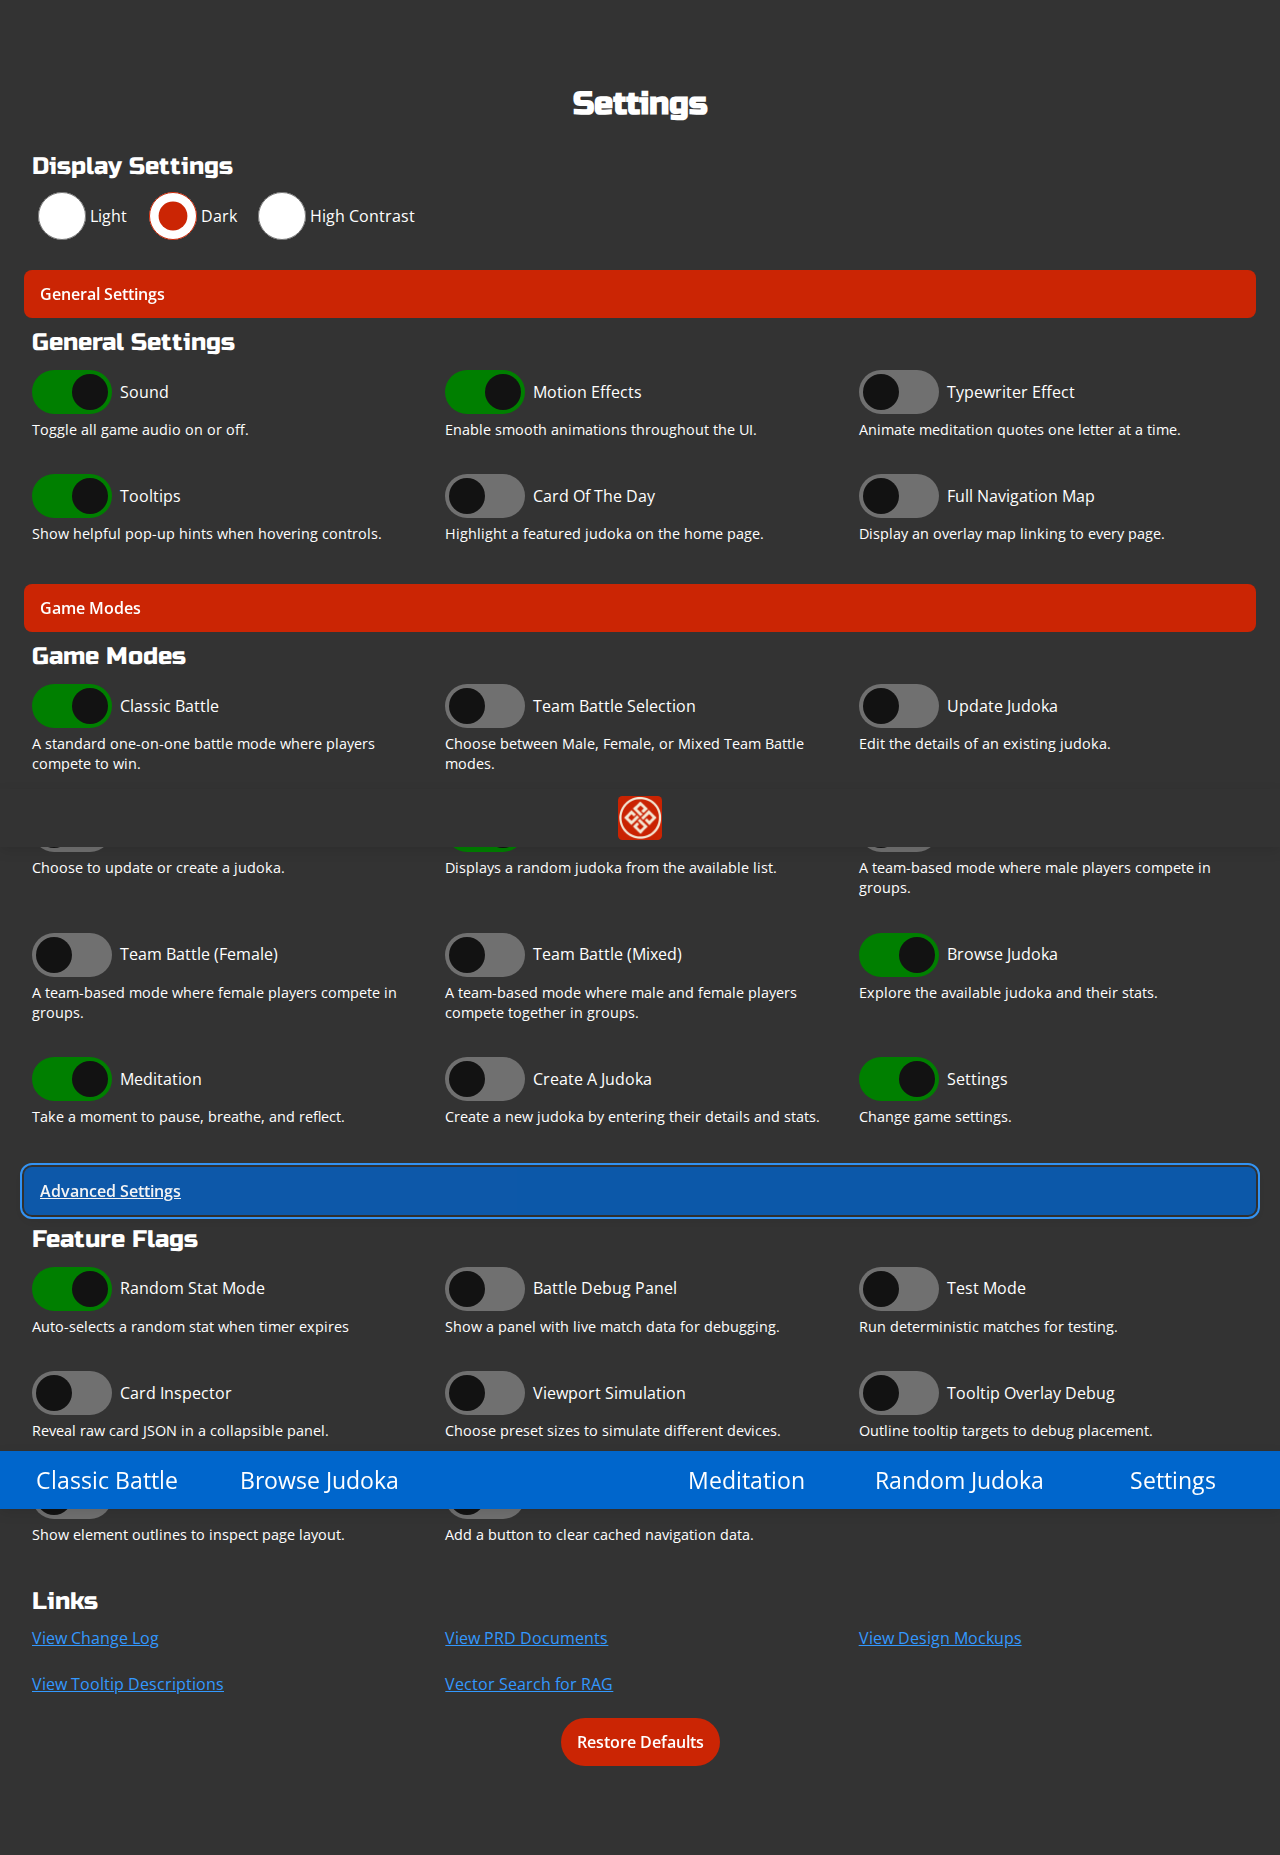 Settings
Display Settings
Light
Dark
High Contrast
General Settings
General Settings
Sound
Motion Effects
Typewriter Effect
Toggle all game audio on or off.
Enable smooth animations throughout the UI.
Animate meditation quotes one letter at a time.
Tooltips
Card Of The Day
Full Navigation Map
Show helpful pop-up hints when hovering controls.
Highlight a featured judoka on the home page.
Display an overlay map linking to every page.
Game Modes
Game Modes
Classic Battle
Team Battle Selection
Update Judoka
A standard one-on-one battle mode where players
compete to win.
Choose between Male, Female, or Mixed Team Battle
modes.
Edit the details of an existing judoka.
Choose to update or create a judoka.
Displays a random judoka from the available list.
A team-based mode where male players compete in
groups.
Team Battle (Female)
Team Battle (Mixed)
Browse Judoka
A team-based mode where female players compete in
groups.
A team-based mode where male and female players
compete together in groups.
Explore the available judoka and their stats.
Meditation
Create A Judoka
Settings
Take a moment to pause, breathe, and reflect.
Create a new judoka by entering their details and stats.
Change game settings.
Advanced Settings
Feature Flags
Random Stat Mode
Battle Debug Panel
Test Mode
Auto-selects a random stat when timer expires
Show a panel with live match data for debugging.
Run deterministic matches for testing.
Card Inspector
Viewport Simulation
Tooltip Overlay Debug
Reveal raw card JSON in a collapsible panel.
Choose preset sizes to simulate different devices.
Outline tooltip targets to debug placement.
Classic Battle
Browse Judoka
Meditation
Random Judoka
Settings
Show element outlines to inspect page layout.
Add a button to clear cached navigation data.
Links
View Change Log
View PRD Documents
View Design Mockups
View Tooltip Descriptions
Vector Search for RAG
Restore Defaults